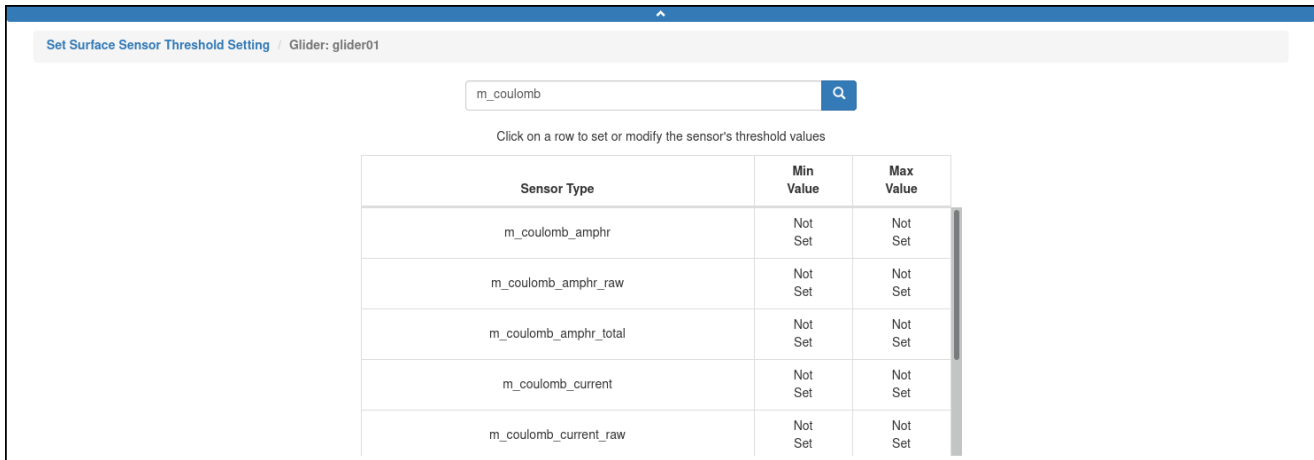 Set Surface Sensor Threshold Setting / Glider: glider01
m_coulomb
Click on a row to set or modify the sensor's threshold values
Sensor Type Min Value Max Value
m_coulomb_amphr Not Set Not Set
m_coulomb_amphr_raw Not Set Not Set
m_coulomb_amphr_total Not Set Not Set
m_coulomb_current Not Set Not Set
m_coulomb_current_raw Not Set Not Set